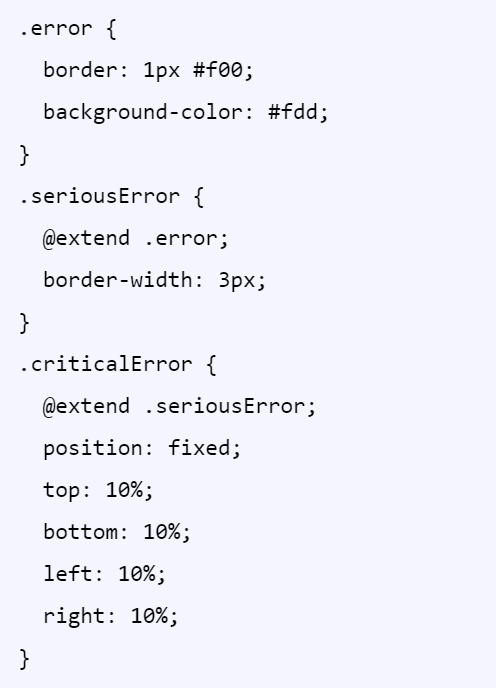 .error {
  border: 1px #f00;
  background-color: #fdd;
}
.seriousError {
  @extend .error;
  border-width: 3px;
}
.criticalError {
  @extend .seriousError;
  position: fixed;
  top: 10%;
  bottom: 10%;
  left: 10%;
  right: 10%;
}